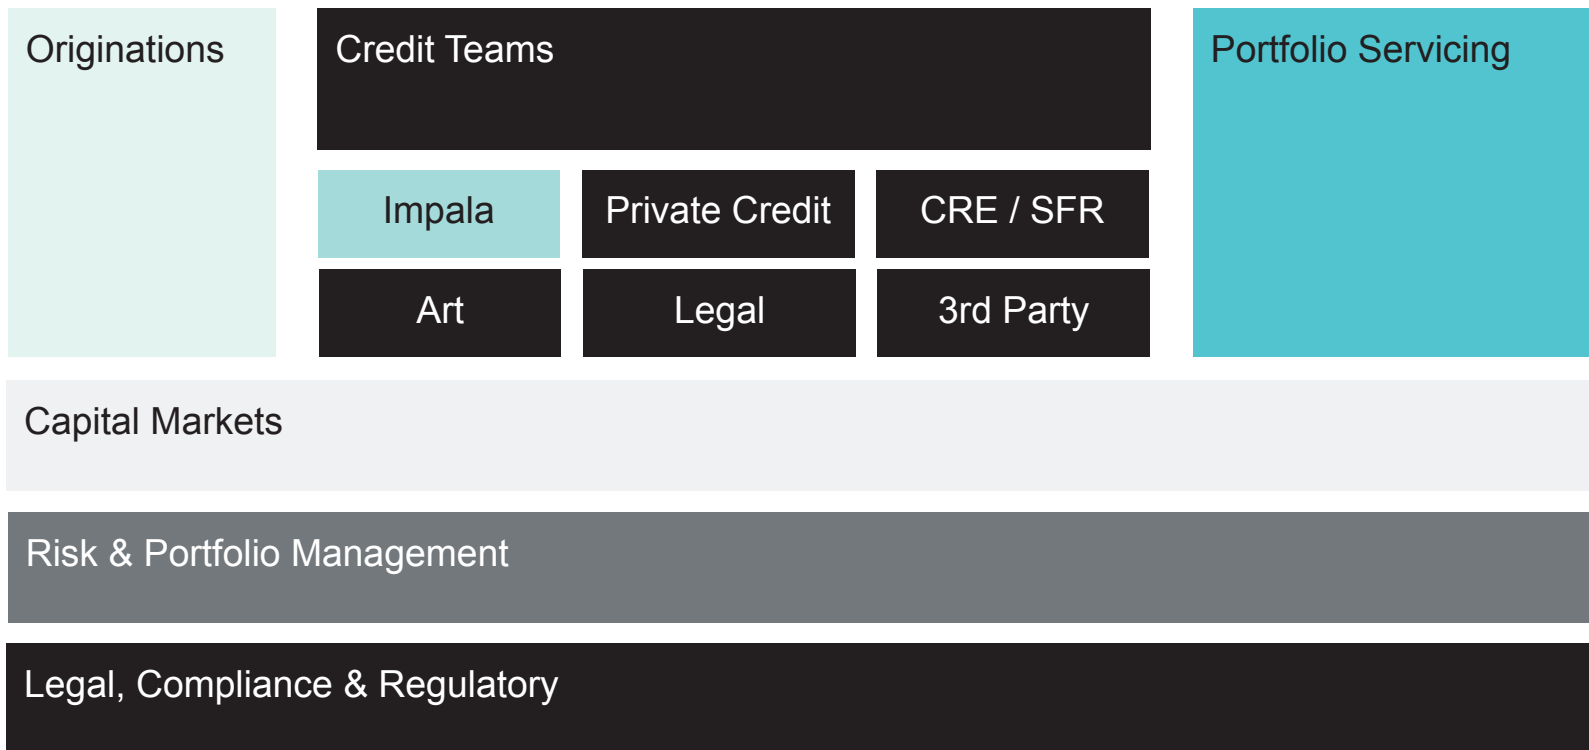 Originations
Credit Teams
Portfolio Servicing
Impala
Private Credit
CRE / SFR
Art
Legal
3rd Party
Capital Markets
Risk & Portfolio Management
Legal, Compliance & Regulatory